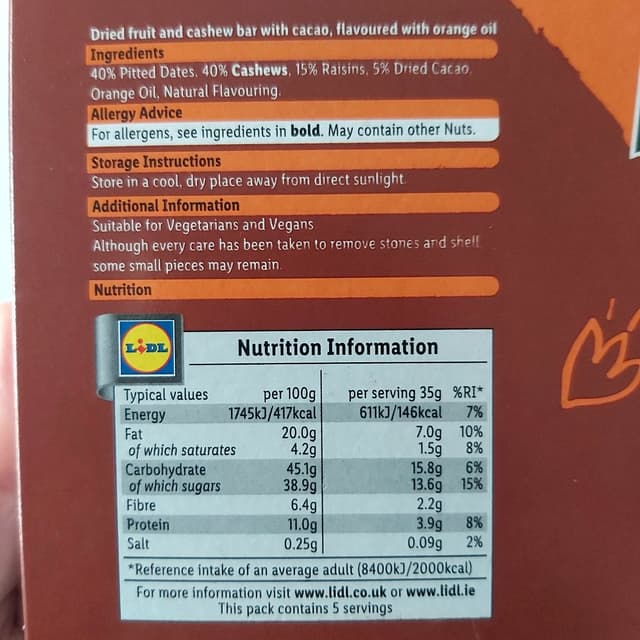 Dried fruit and cashew bar with cacao, flavoured with orange oil
Ingredients
40% Pitted Dates, 40% Cashews, 15% Raisins, 5% Dried Cacao,
Orange Oil, Natural Flavouring.
Allergy Advice
For allergens, see ingredients in bold. May contain other Nuts.
Storage Instructions
Store in a cool, dry place away from direct sunlight.
Additional Information
Suitable for Vegetarians and Vegans
Although every care has been taken to remove stones and shell
some small pieces may remain.
Nutrition
LIDL
Nutrition Information
Typical values per 100g per serving 35g %RI*
Energy 1745kJ/417kcal 611kJ/146kcal 7%
Fat 20.0g 7.0g 10%
of which saturates 4.2g 1.5g 8%
Carbohydrate 45.1g 15.8g 6%
of which sugars 38.9g 13.6g 15%
Fibre 6.4g 2.2g
Protein 11.0g 3.9g 8%
Salt 0.25g 0.09g 2%
*Reference intake of an average adult (8400kJ/2000kcal)
For more information visit www.lidl.co.uk or www.lidl.ie
This pack contains 5 servings